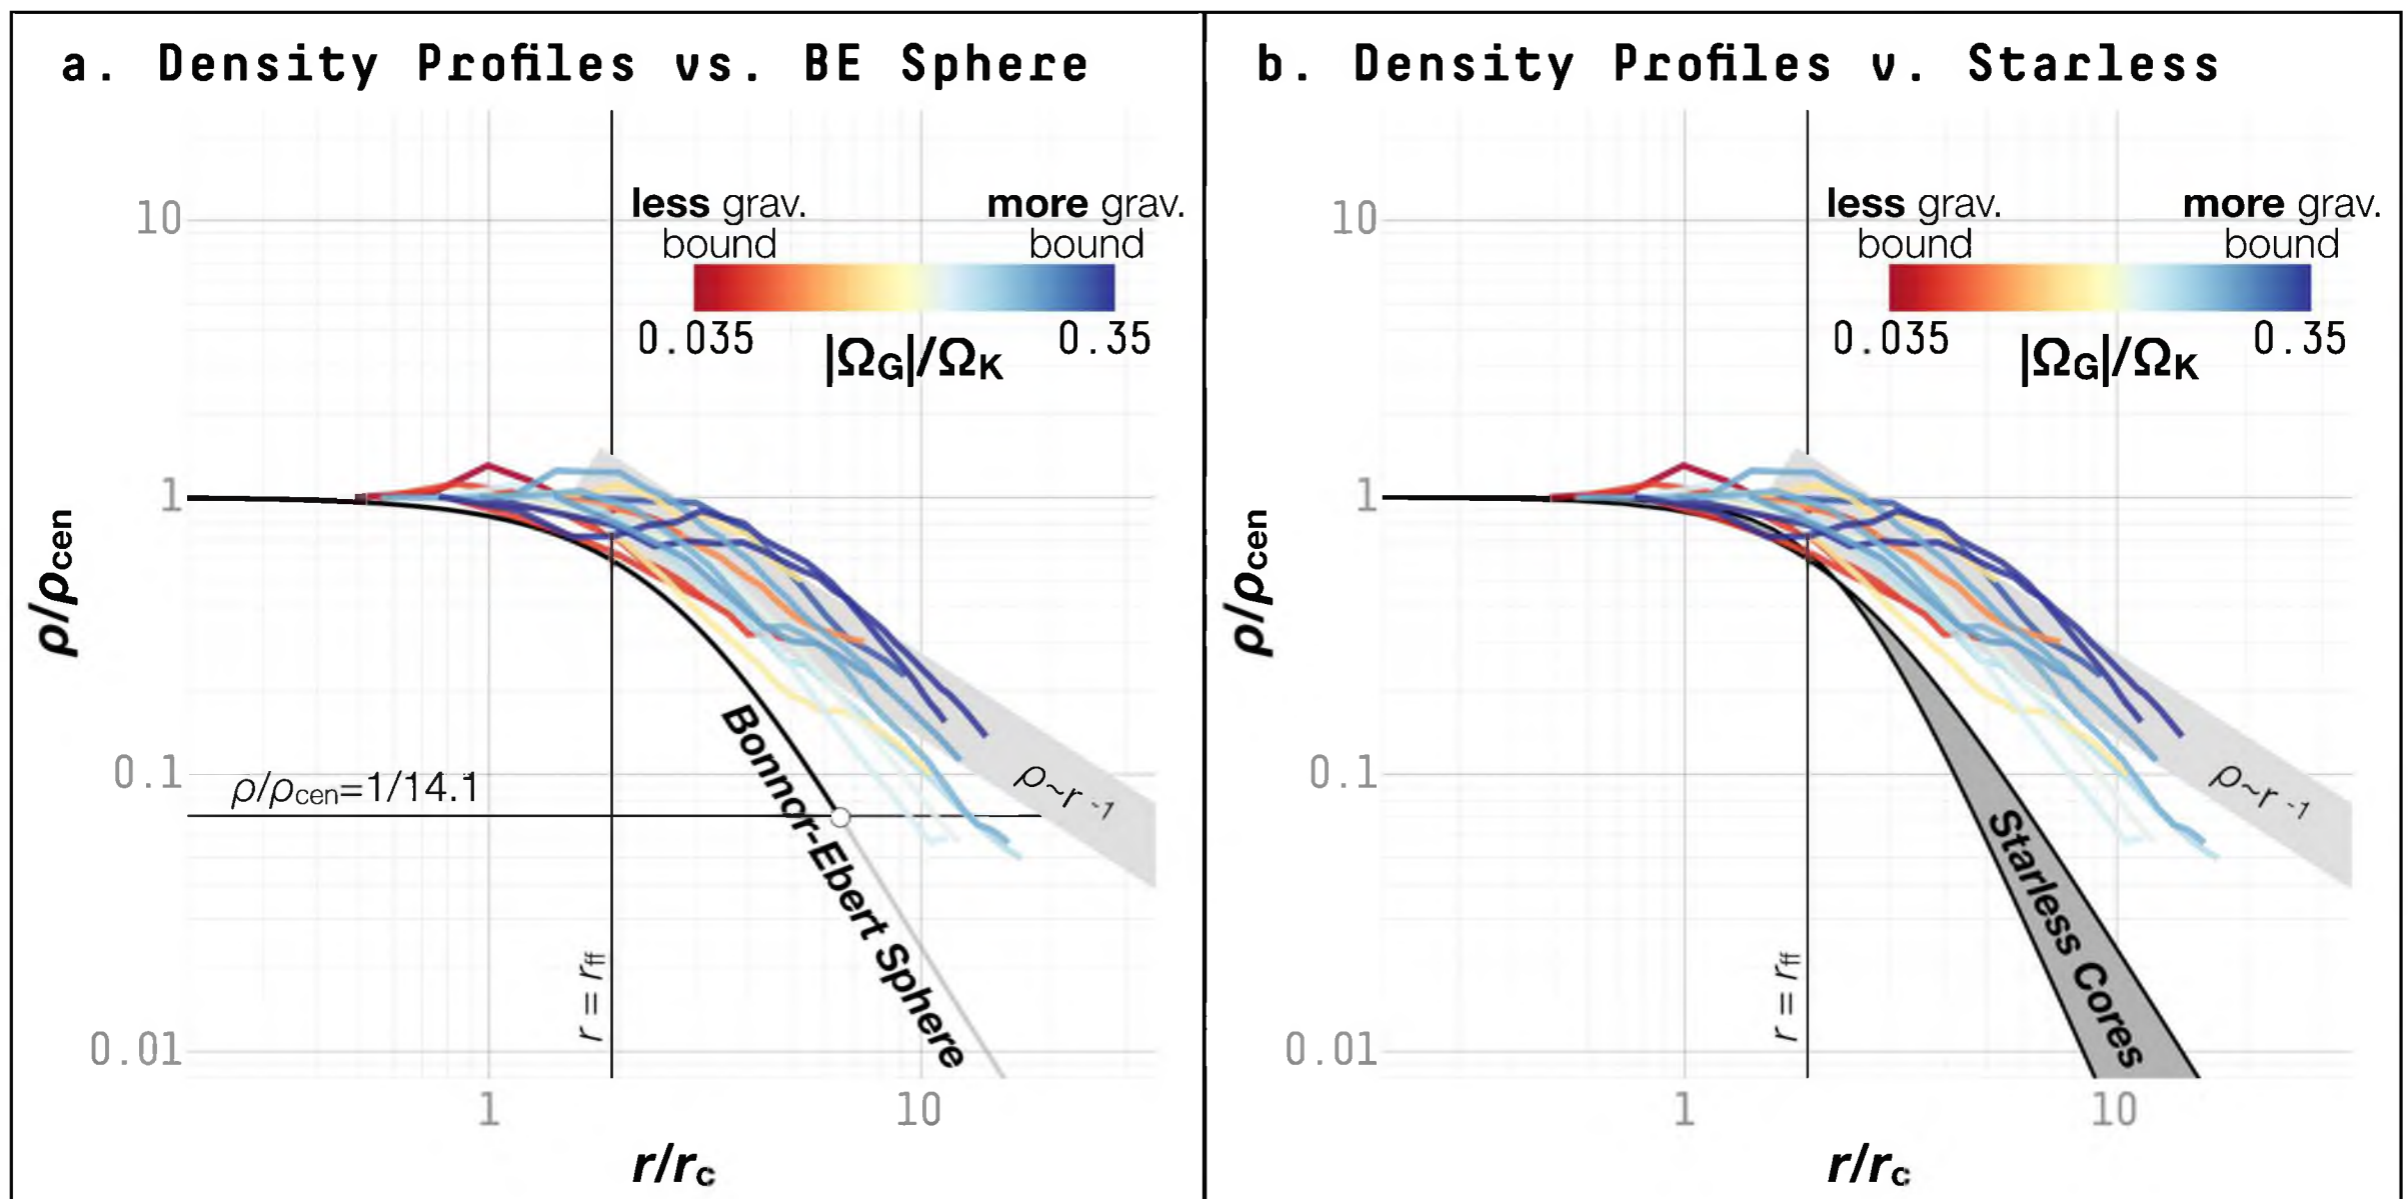 a. Density Profiles vs. BE Sphere
less grav. bound
more grav. bound
0.035
0.35
|ΩG|/ΩK
10
1
0.1
0.01
ρ/ρcen
ρ/ρcen=1/14.1
Bonnor-Ebert Sphere
ρ~r -1
r = rff
1
10
r/rc
b. Density Profiles v. Starless
less grav. bound
more grav. bound
0.035
0.35
|ΩG|/ΩK
10
1
0.1
0.01
ρ/ρcen
Starless Cores
ρ~r -1
r = rff
1
10
r/rc